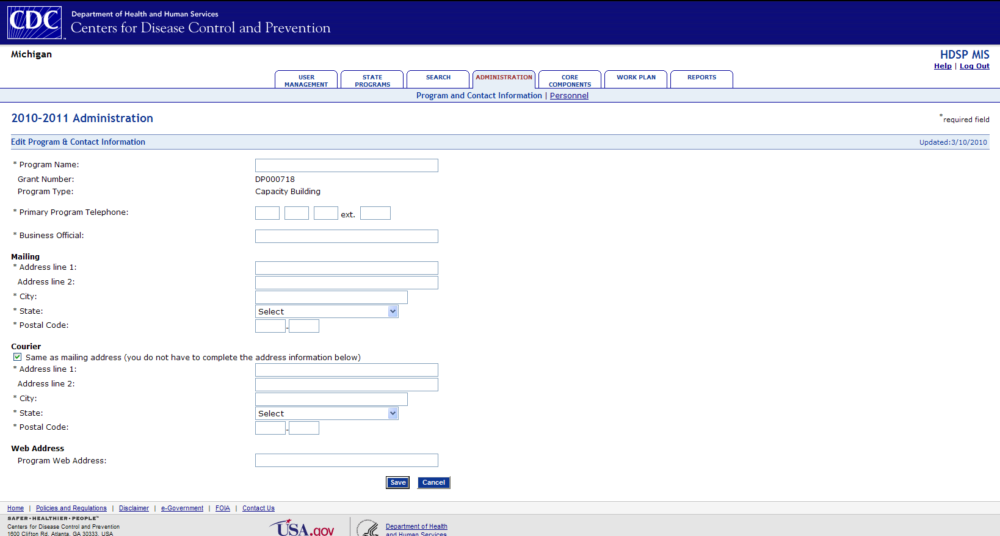 CDC
Department of Health and Human Services
Centers for Disease Control and Prevention
™
Michigan
HDSP MIS
Help | Log Out
USER MANAGEMENT
STATE PROGRAMS
SEARCH
ADMINISTRATION
CORE COMPONENTS
WORK PLAN
REPORTS
Program and Contact Information | Personnel
2010-2011 Administration
*required field
Edit Program & Contact Information
Updated:3/10/2010
* Program Name:
Grant Number: DP000718
Program Type: Capacity Building
* Primary Program Telephone: ext.
* Business Official:
Mailing
* Address line 1:
Address line 2:
* City:
* State: Select
* Postal Code: -
Courier
Same as mailing address (you do not have to complete the address information below)
* Address line 1:
Address line 2:
* City:
* State: Select
* Postal Code: -
Web Address
Program Web Address:
Save Cancel
Home | Policies and Regulations | Disclaimer | e-Government | FOIA | Contact Us
SAFER•HEALTHIER•PEOPLE™
Centers for Disease Control and Prevention
1600 Clifton Rd, Atlanta, GA 30333, USA
USA.gov
Department of Health
and Human Services